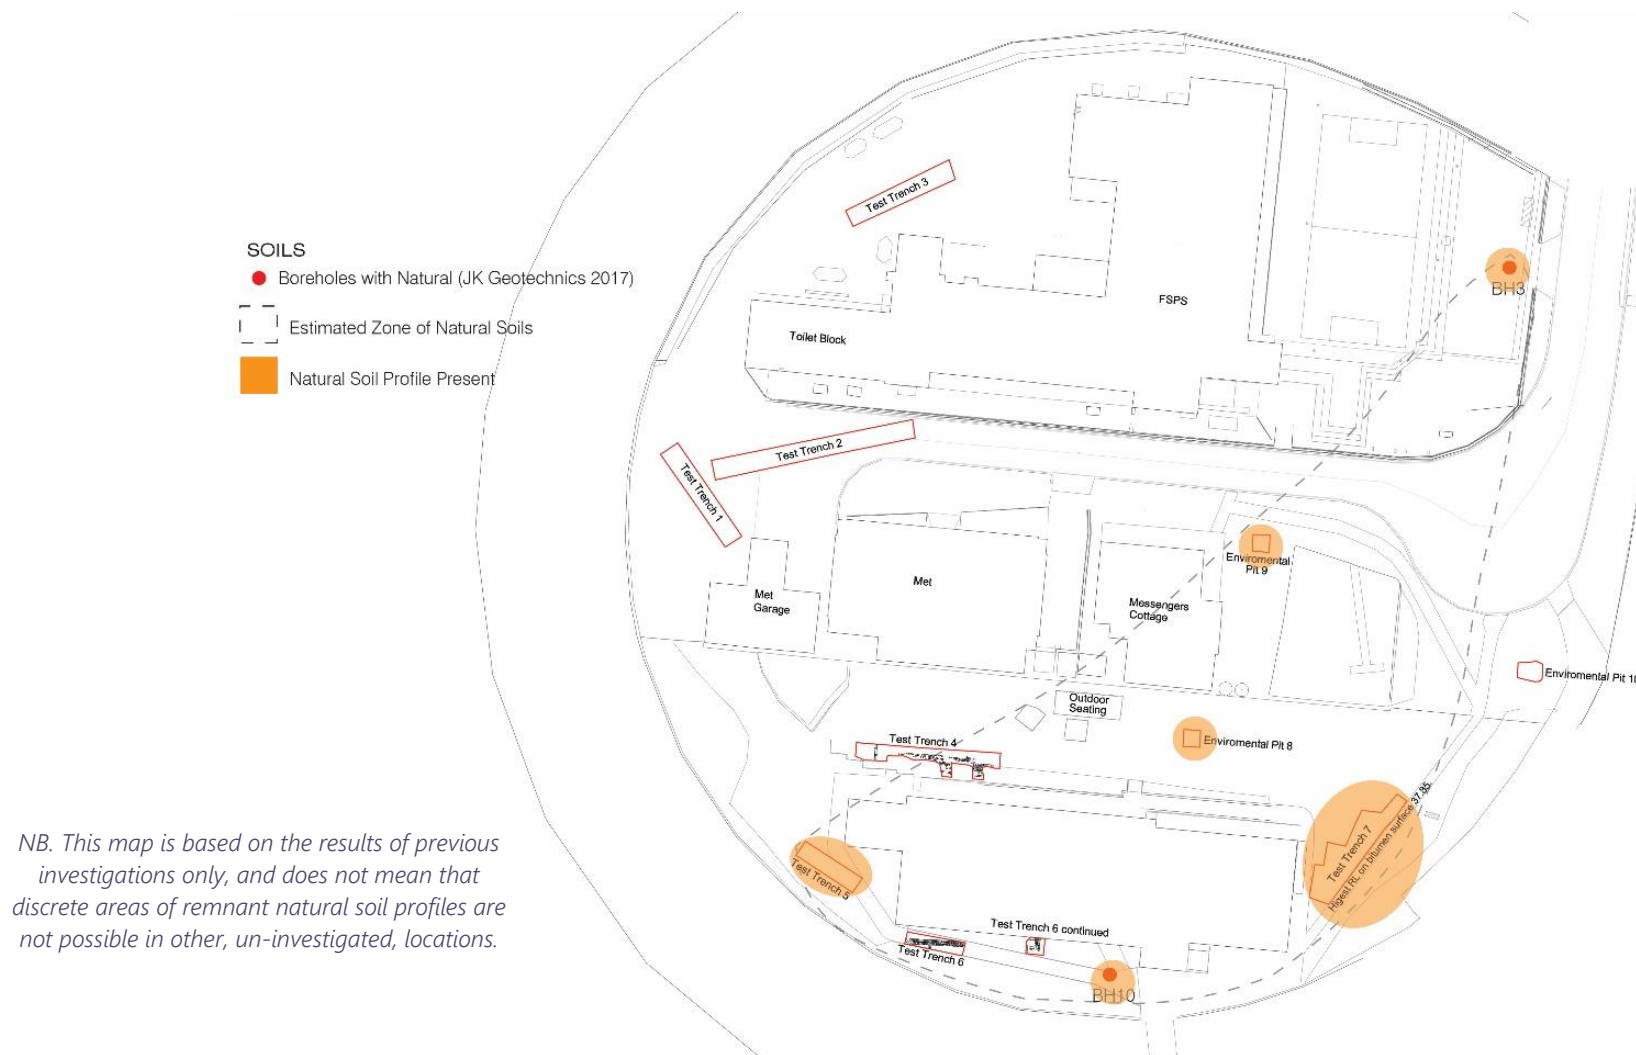 SOILS
Boreholes with Natural (JK Geotechnics 2017)
Estimated Zone of Natural Soils
Natural Soil Profile Present
NB. This map is based on the results of previous
investigations only, and does not mean that
discrete areas of remnant natural soil profiles are
not possible in other, un-investigated, locations.
Test Trench 3
BH3
FSPS
Toilet Block
Test Trench 2
Test Trench 1
Enviromental
Pit 9
Met
Met
Garage
Messengers
Cottage
Enviromental Pit 10
Outdoor
Seating
Test Trench 4
Enviromental Pit 8
Test Trench 7
Higest RL on bitumen surface 37.85
Test Trench 5
Test Trench 6 continued
Test Trench 6
BH10